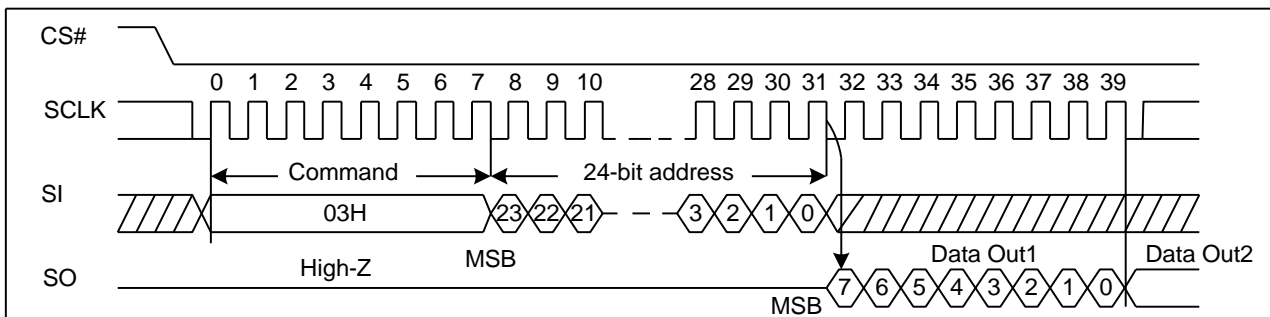 CS#
0 1 2 3 4 5 6 7 8 9 10 28 29 30 31 32 33 34 35 36 37 38 39
SCLK
Command 24-bit address
SI
03H 23 22 21 3 2 1 0
High-Z MSB Data Out1 Data Out2
SO
MSB 7 6 5 4 3 2 1 0